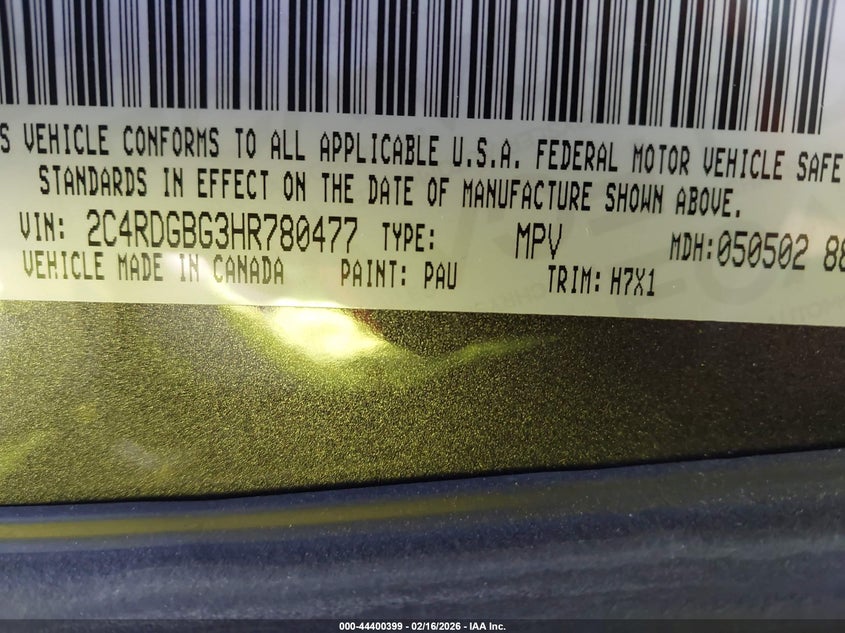 S VEHICLE CONFORMS TO ALL APPLICABLE U.S.A. FEDERAL MOTOR VEHICLE SAFE
STANDARDS IN EFFECT ON THE DATE OF MANUFACTURE SHOWN ABOVE.
VIN: 2C4RDGBG3HR780477 TYPE: MPV MDH:050502 88
VEHICLE MADE IN CANADA PAINT: PAU TRIM: H7X1
000-44400399 - 02/16/2026 - IAA Inc.